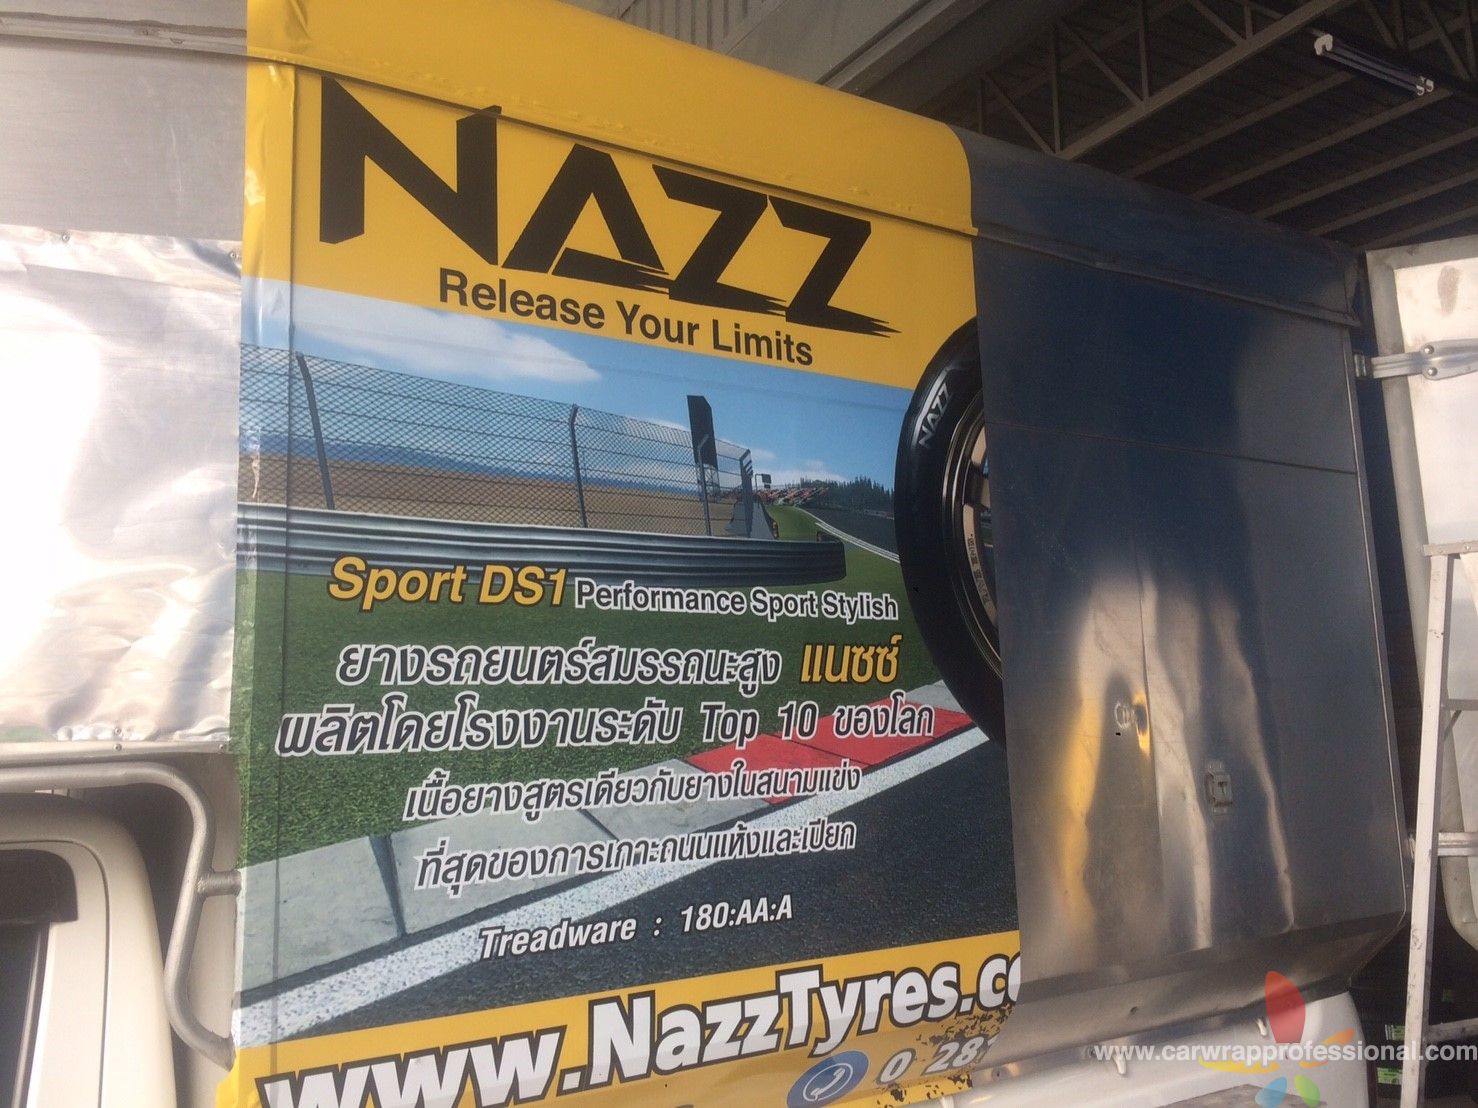 NAZZ
Release Your Limits
NAZZ
Sport DS1 Performance Sport Stylish
ยางรถยนตร์สมรรถนะสูง แนซซ์
ผลิตโดยโรงงานระดับ Top 10 ของโลก
เนื้อยางสูตรเดียวกับยางในสนามแข่ง
ที่สุดของการเกาะถนนแห้งและเปียก
Treadware : 180:AA:A
www.NazzTyres.co
0 281
www.carwrapprofessional.com